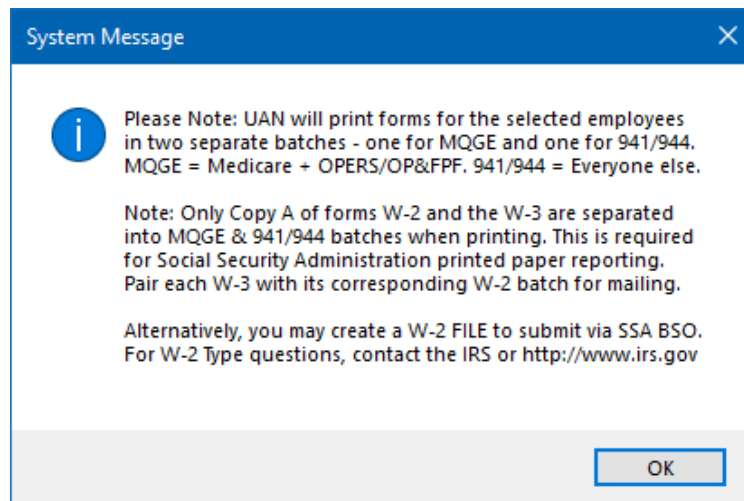 System Message
Please Note: UAN will print forms for the selected employees
in two separate batches - one for MQGE and one for 941/944.
MQGE = Medicare + OPERS/OP&FPF. 941/944 = Everyone else.
Note: Only Copy A of forms W-2 and the W-3 are separated
into MQGE & 941/944 batches when printing. This is required
for Social Security Administration printed paper reporting.
Pair each W-3 with its corresponding W-2 batch for mailing.
Alternatively, you may create a W-2 FILE to submit via SSA BSO.
For W-2 Type questions, contact the IRS or http://www.irs.gov
OK